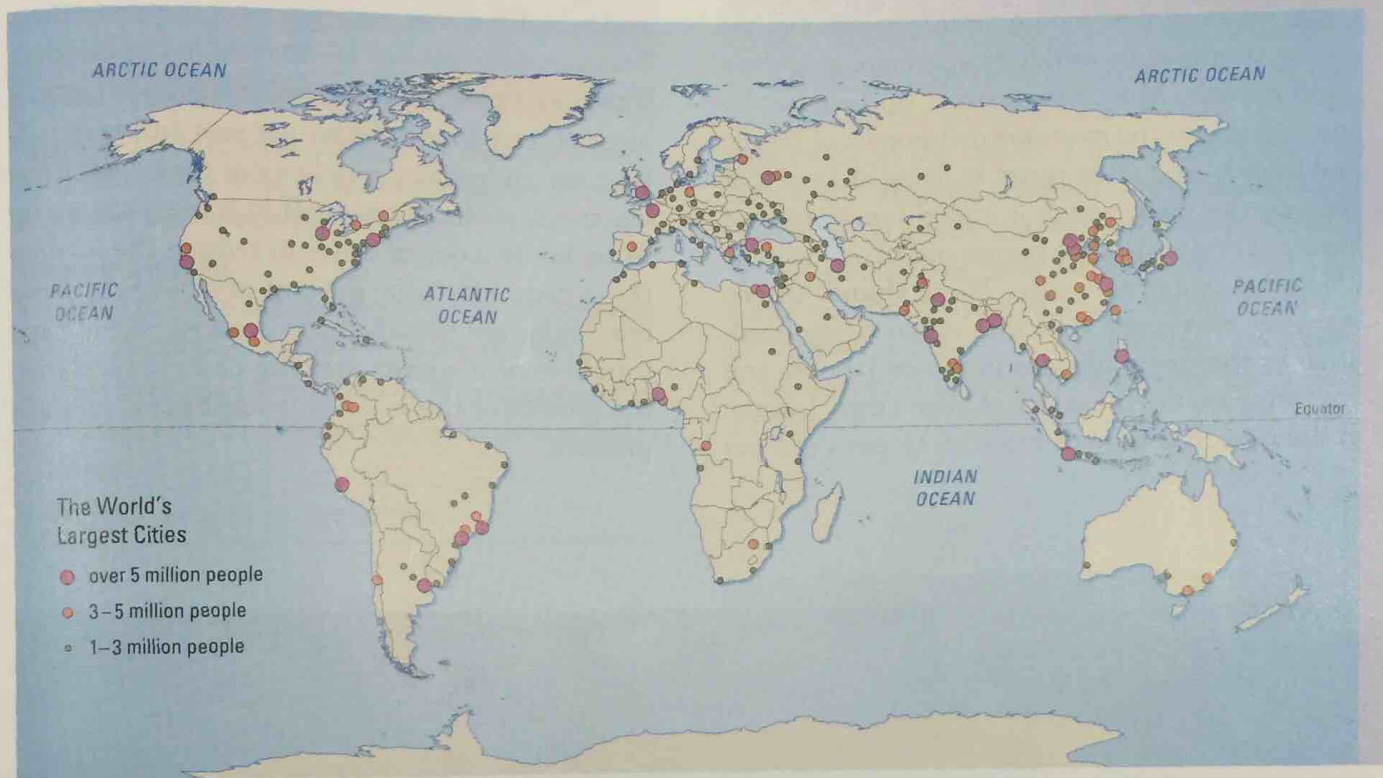 ARCTIC OCEAN
ARCTIC OCEAN
PACIFIC
OCEAN
ATLANTIC
OCEAN
PACIFIC
OCEAN
Equator
INDIAN
OCEAN
The World's
Largest Cities
over 5 million people
3–5 million people
1–3 million people